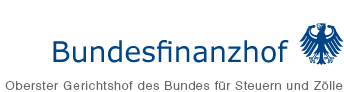 Bundesfinanzhof
Oberster Gerichtshof des Bundes für Steuern und Zölle